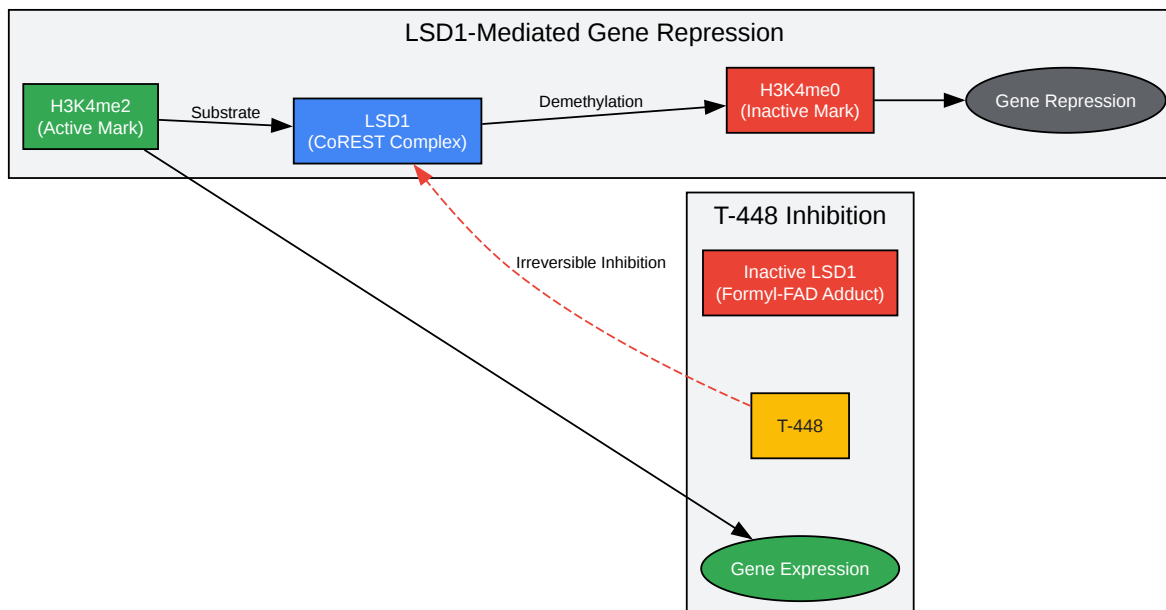 LSD1-Mediated Gene Repression
H3K4me2
(Active Mark)
Substrate
LSD1
(CoREST Complex)
Demethylation
H3K4me0
(Inactive Mark)
Gene Repression
T-448 Inhibition
Irreversible Inhibition
Inactive LSD1
(Formyl-FAD Adduct)
T-448
Gene Expression